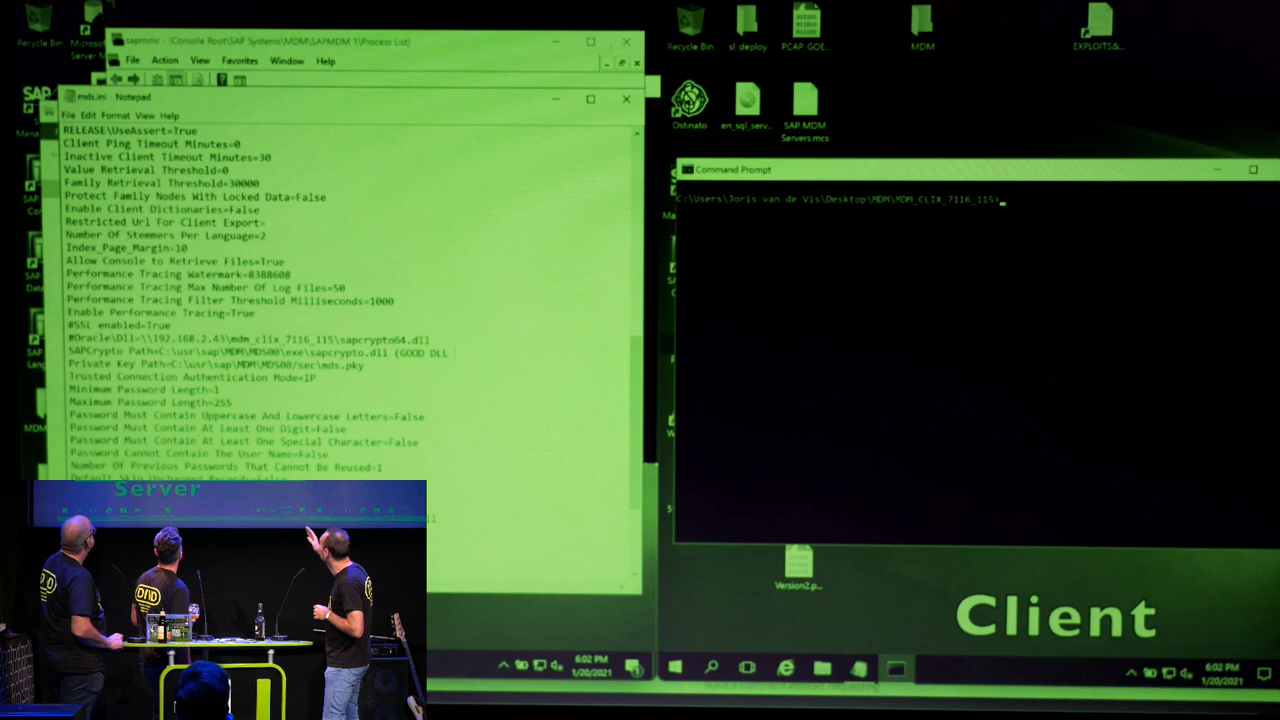 Recycle Bin
sapmmc - [Console Root\SAP Systems\MDM\SAPMDM 1\Process List]
File Action View Favorites Window Help
SAP
mds.ini - Notepad
File Edit Format View Help
RELEASE\UseAssert=True
Client Ping Timeout Minutes=0
Inactive Client Timeout Minutes=30
Value Retrieval Threshold=0
Family Retrieval Threshold=30000
Protect Family Nodes With Locked Data=False
Enable Client Dictionaries=False
Restricted Url For Client Export=
Number Of Stemmers Per Language=2
Index_Page_Margin=10
Allow Console to Retrieve Files=True
Performance Tracing Watermark=8388608
Performance Tracing Max Number Of Log Files=50
Performance Tracing Filter Threshold Milliseconds=1000
Enable Performance Tracing=True
#SSL enabled=True
#Oracle\Dll=\\192.168.2.43\mdm_clix_7116_115\sapcrypto64.dll
SAPCrypto Path=C:\usr\sap\MDM\MDS00\exe\sapcrypto.dll (GOOD DLL
Private Key Path=C:\usr\sap\MDM\MDS00/sec\mds.pky
Trusted Connection Authentication Mode=IP
Minimum Password Length=1
Maximum Password Length=255
Password Must Contain Uppercase And Lowercase Letters=False
Password Must Contain At Least One Digit=False
Password Must Contain At Least One Special Character=False
Password Cannot Contain The User Name=False
Number Of Previous Passwords That Cannot Be Reused=1
Default Skip Unchanged Records=False
Server
6:02 PM
1/20/2021
Recycle Bin
sl-deploy
PCAP GOE...
MDM
EXPLOITS&...
Dstinato
en_sql_serv...
SAP MDM
Servers.mcs
Command Prompt
C:\Users\Joris van de Vis\Desktop\MDM\MDM_CLIX_7116_115>
Version2.p...
Client
6:02 PM
1/20/2021